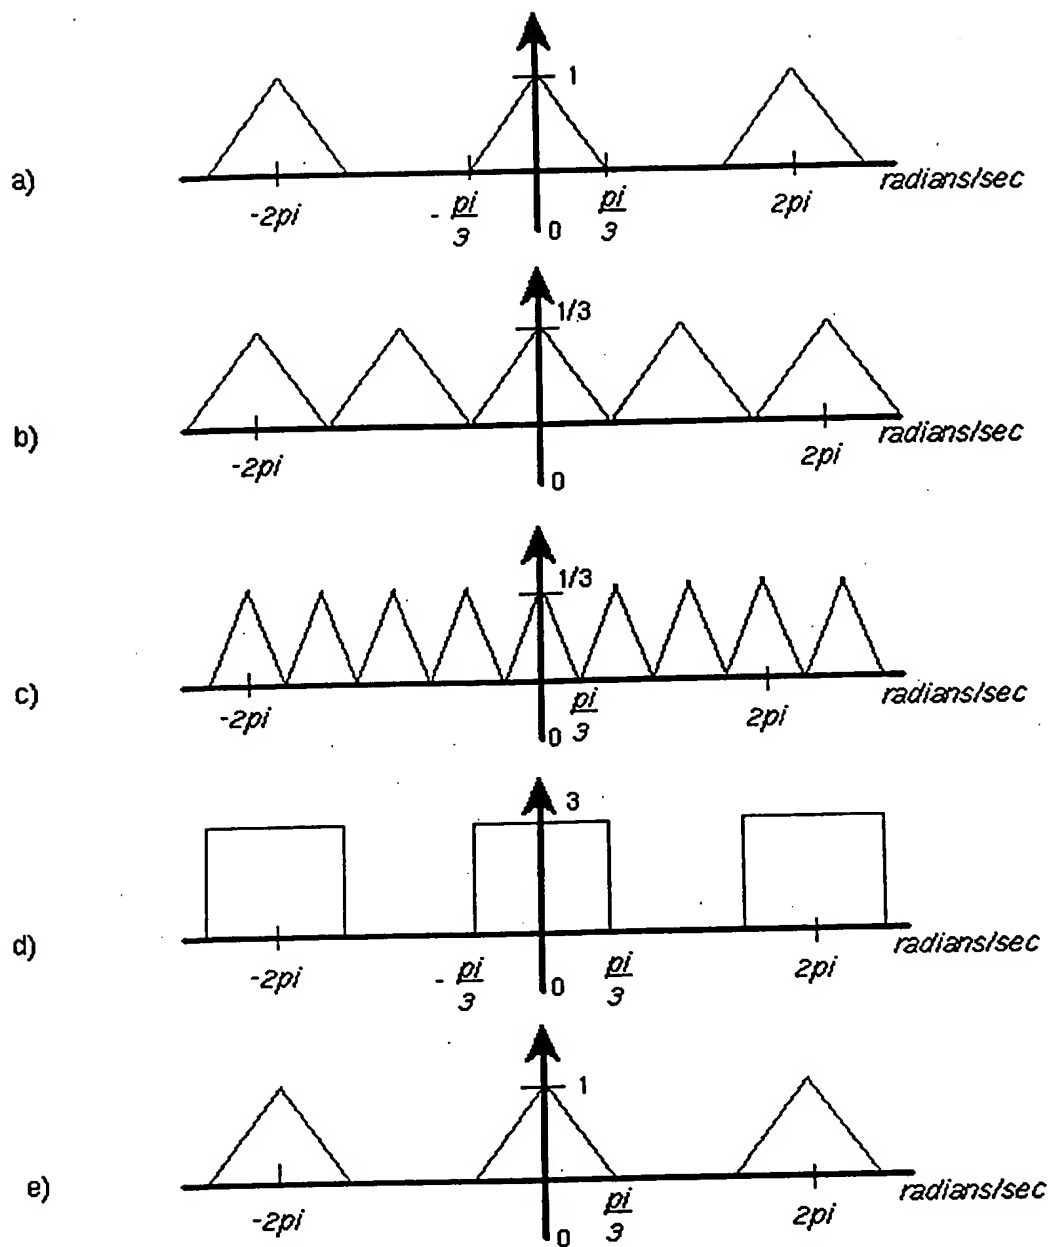 1
a)
radians/sec
-2pi
- pi/3
0
pi/3
2pi
1/3
b)
radians/sec
-2pi
0
2pi
1/3
c)
radians/sec
-2pi
0
pi/3
2pi
3
d)
radians/sec
-2pi
- pi/3
0
pi/3
2pi
1
e)
radians/sec
-2pi
0
pi/3
2pi